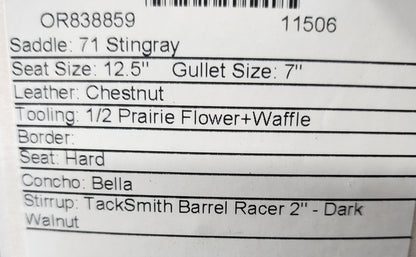 OR838859 11506
Saddle: 71 Stingray
Seat Size: 12.5" Gullet Size: 7"
Leather: Chestnut
Tooling: 1/2 Prairie Flower+Waffle
Border:
Seat: Hard
Concho: Bella
Stirrup: TackSmith Barrel Racer 2" - Dark
Walnut